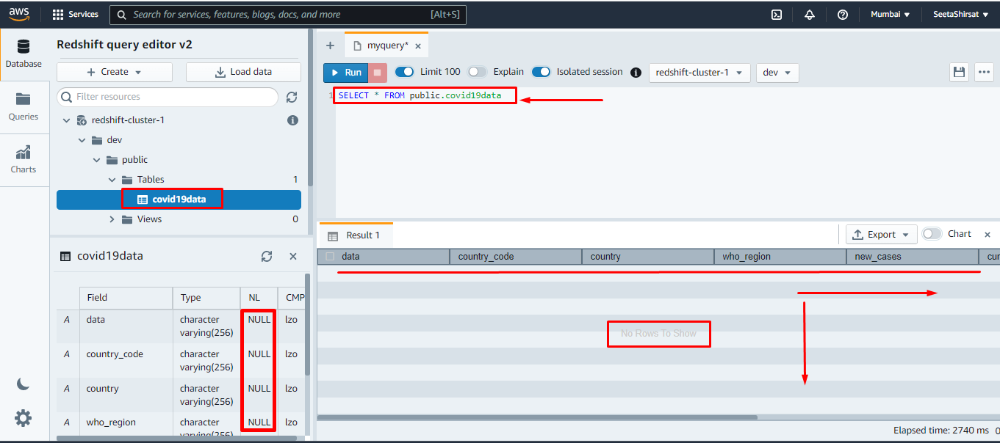 aws Services Search for services, features, blogs, docs, and more [Alt+S] Mumbai SeetaShirsat
Database
Queries
Charts
Redshift query editor v2
Create Load data
Filter resources
redshift-cluster-1
dev
public
Tables 1
covid19data
Views 0
covid19data
Field Type NL CMP
A data character varying(256) NULL lzo
A country_code character varying(256) NULL lzo
A country character varying(256) NULL lzo
A who_region character varying(256) NULL lzo
+ myquery* ×
Run Limit 100 Explain Isolated session redshift-cluster-1 dev
1 SELECT * FROM public.covid19data
Result 1 Export Chart ×
data country_code country who_region new_cases cur
No Rows To Show
Elapsed time: 2740 ms